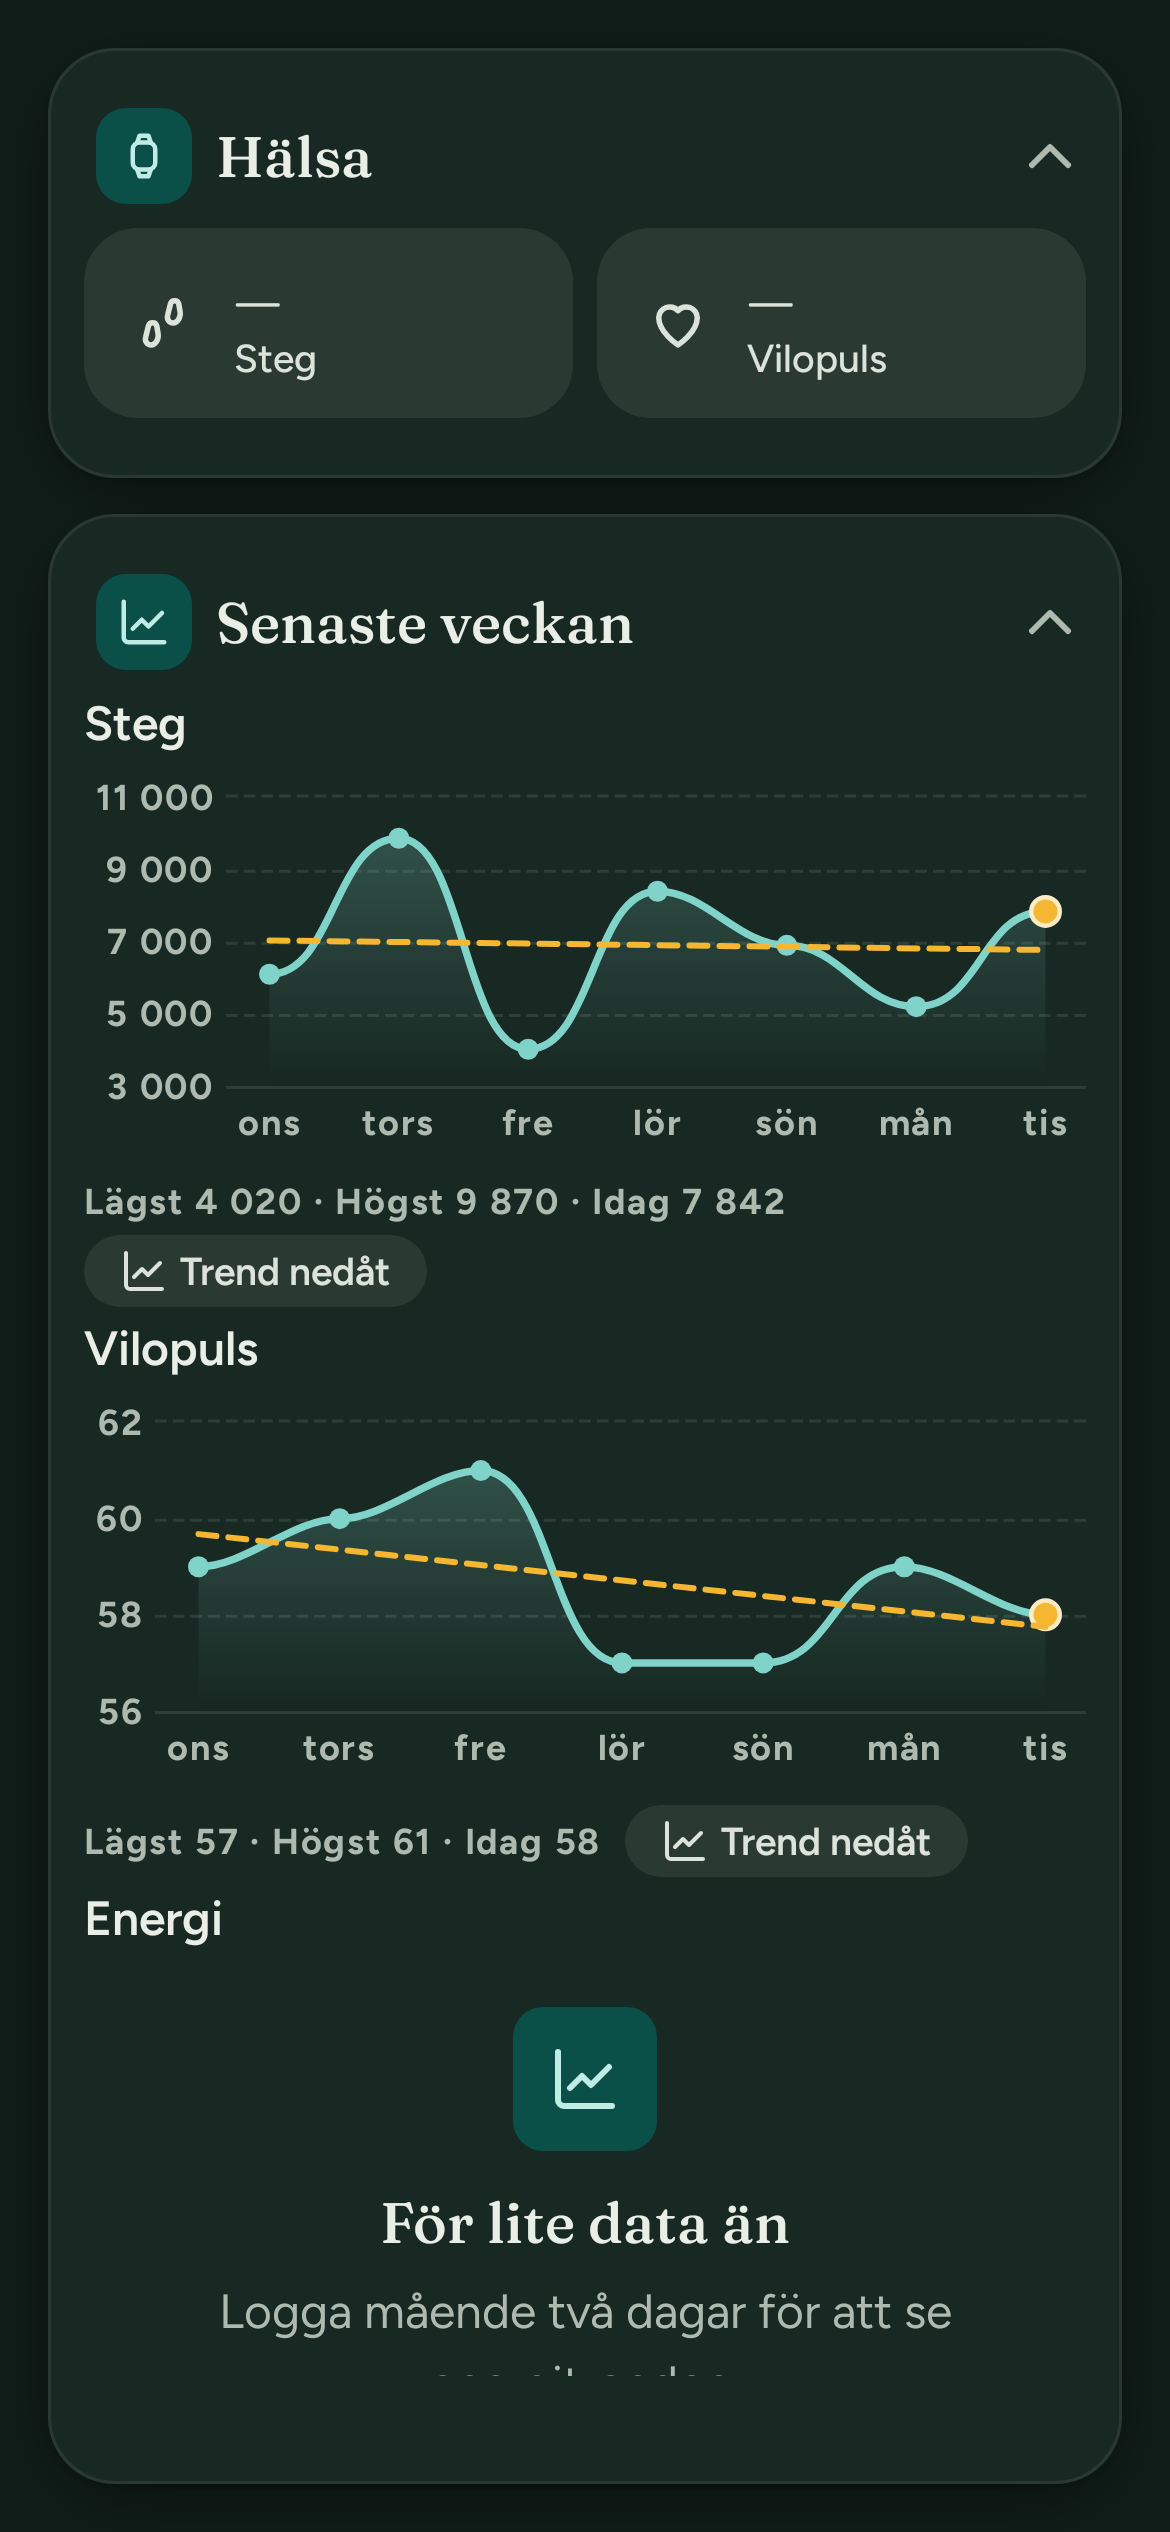 Hälsa
—
Steg
—
Vilopuls
Senaste veckan
Steg
11 000
9 000
7 000
5 000
3 000
ons tors fre lör sön mån tis
Lägst 4 020 · Högst 9 870 · Idag 7 842
Trend nedåt
Vilopuls
62
60
58
56
ons tors fre lör sön mån tis
Lägst 57 · Högst 61 · Idag 58 Trend nedåt
Energi
För lite data än
Logga mående två dagar för att se